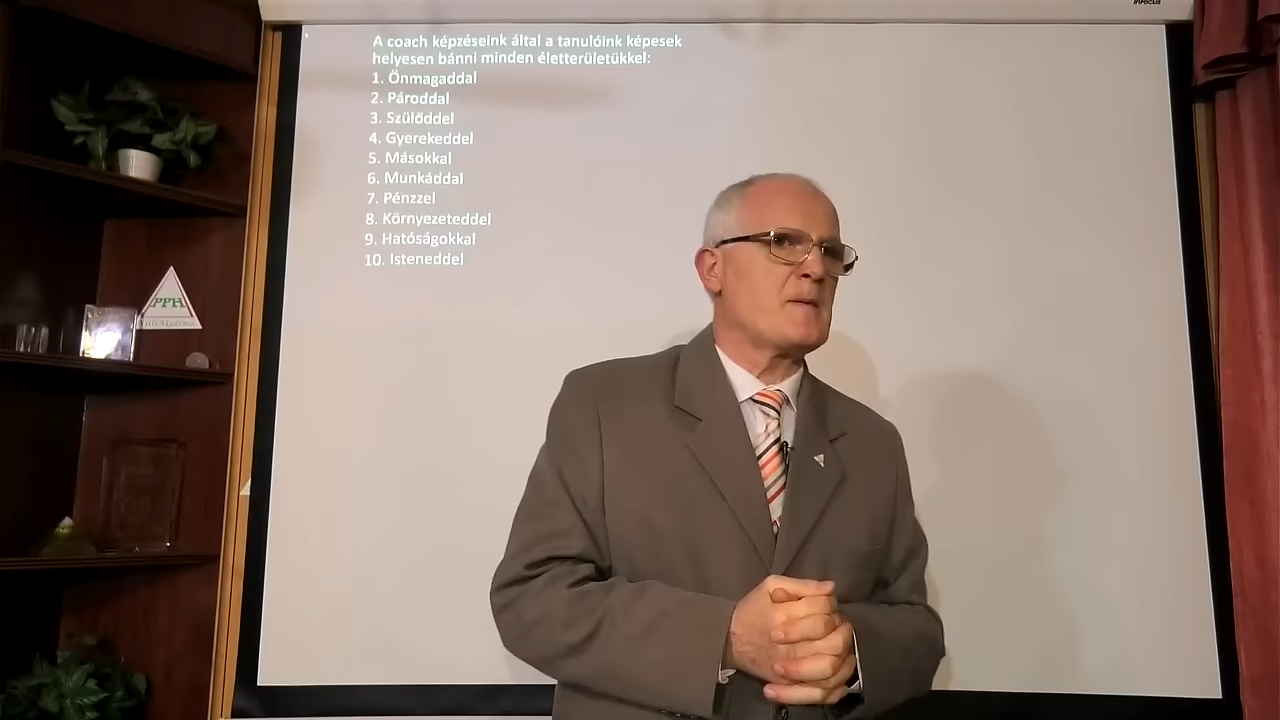 InFocus
A coach képzéseink által a tanulóink képesek
helyesen bánni minden életterületükkel:
1. Önmagaddal
2. Pároddal
3. Szülőddel
4. Gyerekeddel
5. Másokkal
6. Munkáddal
7. Pénzzel
8. Környezeteddel
9. Hatóságokkal
10. Isteneddel
PPH